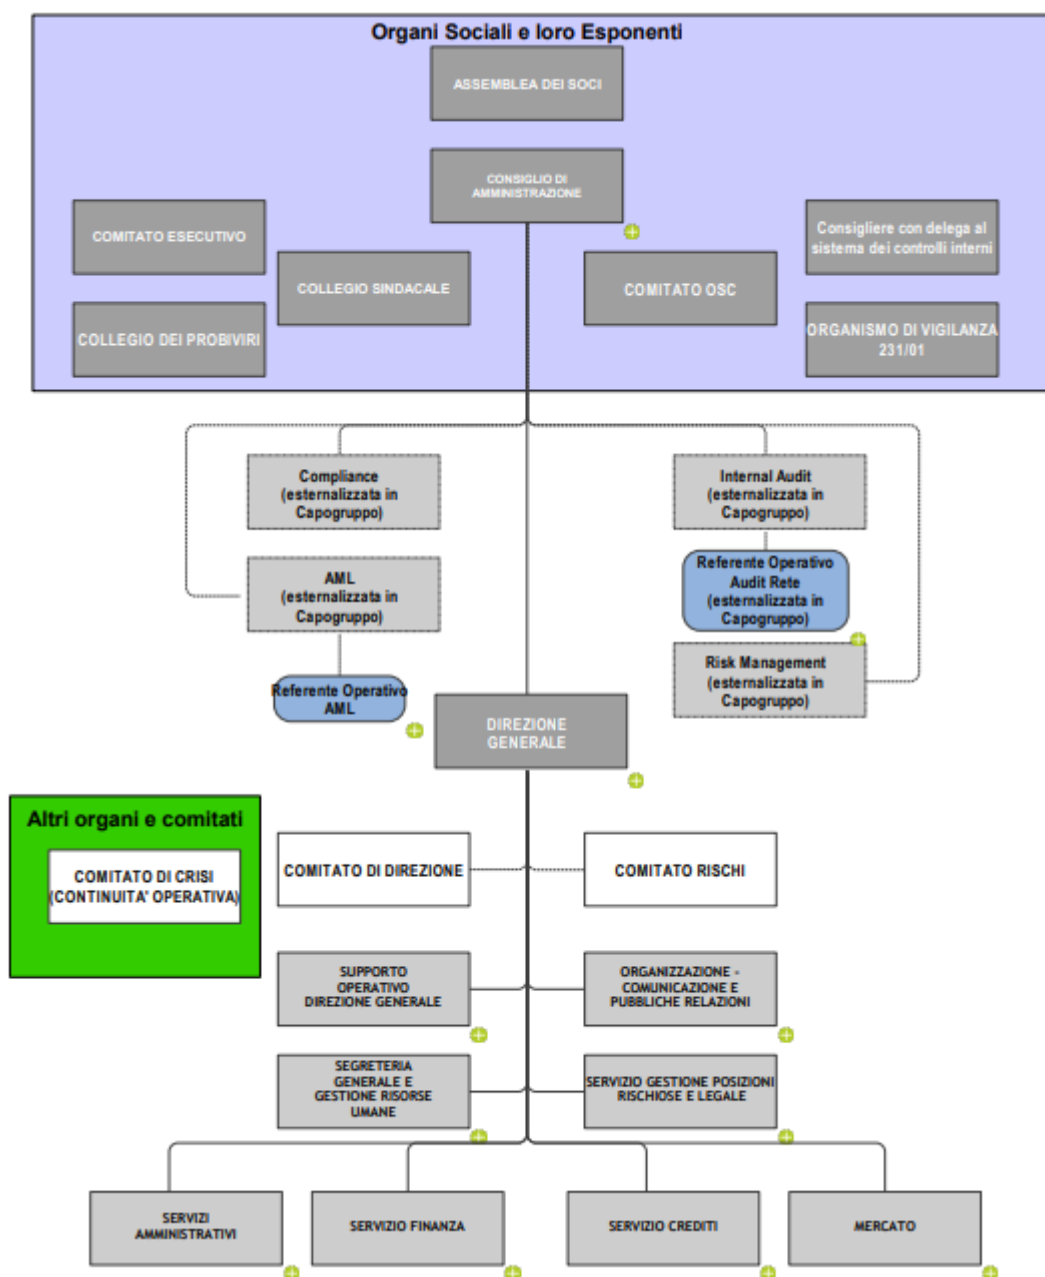 Organi Sociali e loro Esponenti
ASSEMBLEA DEI SOCI
CONSIGLIO DI
AMMINISTRAZIONE
COMITATO ESECUTIVO
Consigliere con delega al
sistema dei controlli interni
COLLEGIO SINDACALE
COMITATO OSC
COLLEGIO DEI PROBIVIRI
ORGANISMO DI VIGILANZA
231/01
Compliance
(esternalizzata in
Capogruppo)
Internal Audit
(esternalizzata in
Capogruppo)
AML
(esternalizzata in
Capogruppo)
Referente Operativo
Audit Rete
(esternalizzata in
Capogruppo)
Risk Management
(esternalizzata in
Capogruppo)
Referente Operativo
AML
DIREZIONE
GENERALE
Altri organi e comitati
COMITATO DI CRISI
(CONTINUITA' OPERATIVA)
COMITATO DI DIREZIONE
COMITATO RISCHI
SUPPORTO
OPERATIVO
DIREZIONE GENERALE
ORGANIZZAZIONE -
COMUNICAZIONE E
PUBBLICHE RELAZIONI
SEGRETERIA
GENERALE E
GESTIONE RISORSE
UMANE
SERVIZIO GESTIONE POSIZIONI
RISCHIOSE E LEGALE
SERVIZI
AMMINISTRATIVI
SERVIZIO FINANZA
SERVIZIO CREDITI
MERCATO